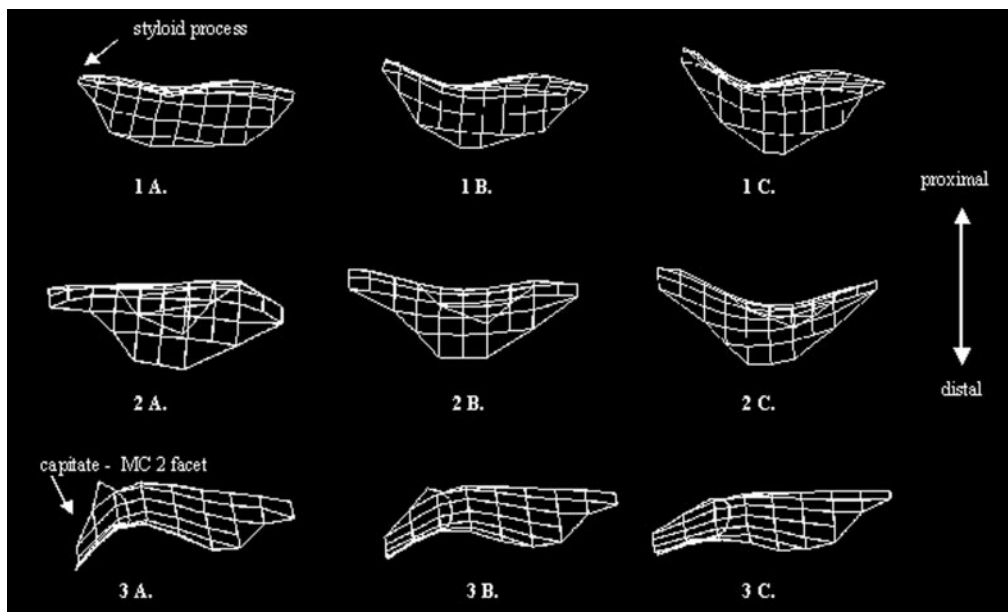 styloid process
1 A.
1 B.
1 C.
proximal
2 A.
2 B.
2 C.
distal
capitate - MC 2 facet
3 A.
3 B.
3 C.